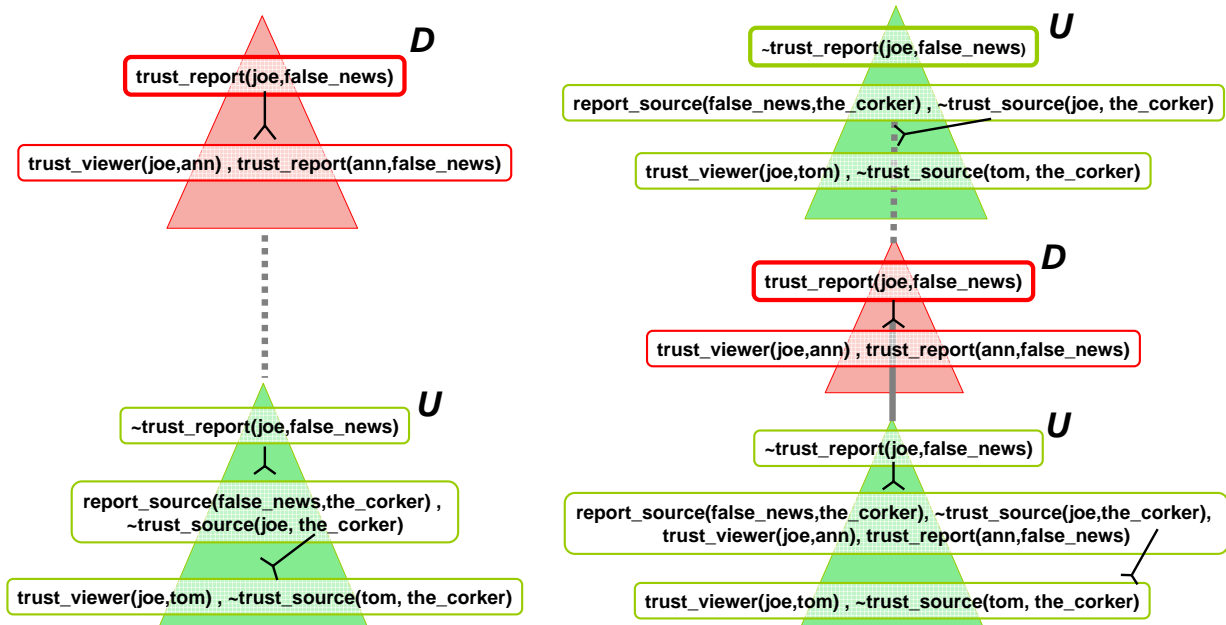 D
trust_report(joe,false_news)
trust_viewer(joe,ann) , trust_report(ann,false_news)
U
~trust_report(joe,false_news)
report_source(false_news,the_corker) ,
~trust_source(joe, the_corker)
trust_viewer(joe,tom) , ~trust_source(tom, the_corker)
U
~trust_report(joe,false_news)
report_source(false_news,the_corker) , ~trust_source(joe, the_corker)
trust_viewer(joe,tom) , ~trust_source(tom, the_corker)
D
trust_report(joe,false_news)
trust_viewer(joe,ann) , trust_report(ann,false_news)
U
~trust_report(joe,false_news)
report_source(false_news,the_corker), ~trust_source(joe,the_corker),
trust_viewer(joe,ann), trust_report(ann,false_news)
trust_viewer(joe,tom) , ~trust_source(tom, the_corker)